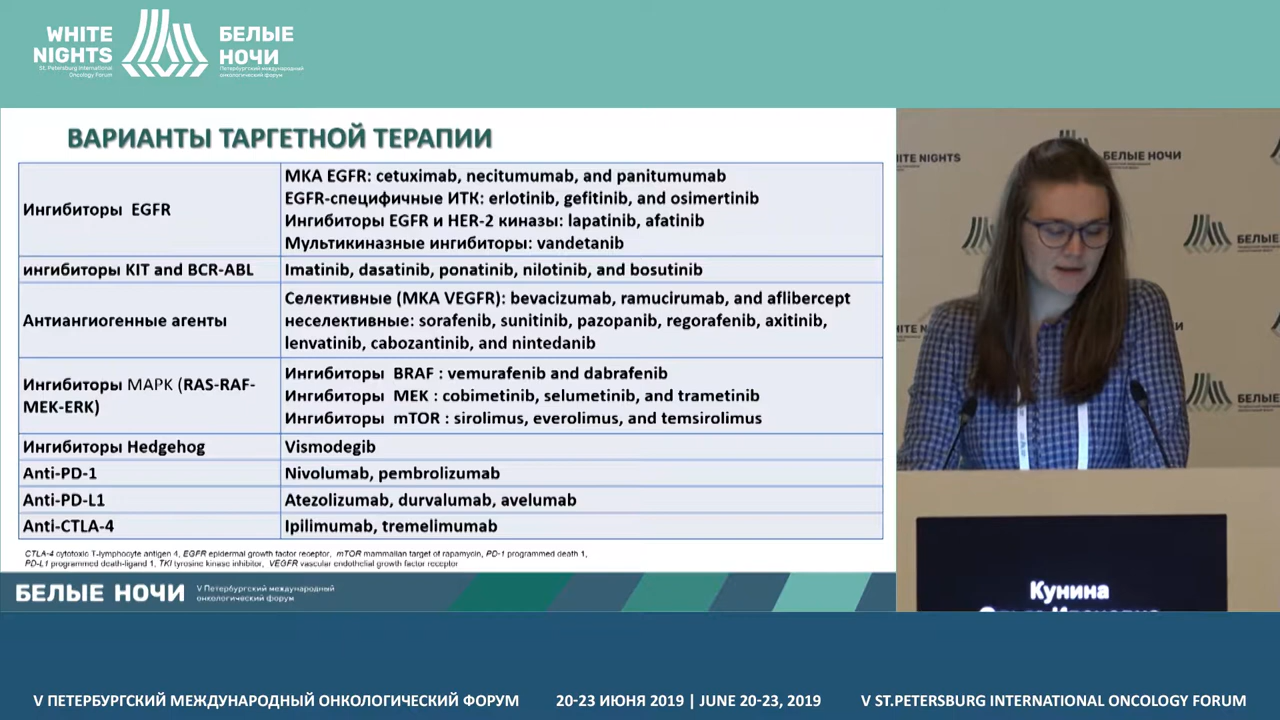 WHITE
NIGHTS
St. Petersburg International
Oncology Forum
БЕЛЫЕ
НОЧИ
Петербургский международный
онкологический форум
ВАРИАНТЫ ТАРГЕТНОЙ ТЕРАПИИ
Ингибиторы EGFR
МКА EGFR: cetuximab, necitumumab, and panitumumab
EGFR-специфичные ИТК: erlotinib, gefitinib, and osimertinib
Ингибиторы EGFR и HER-2 киназы: lapatinib, afatinib
Мультикиназные ингибиторы: vandetanib
ингибиторы KIT and BCR-ABL
Imatinib, dasatinib, ponatinib, nilotinib, and bosutinib
Антиангиогенные агенты
Селективные (МКА VEGFR): bevacizumab, ramucirumab, and aflibercept
неселективные: sorafenib, sunitinib, pazopanib, regorafenib, axitinib,
lenvatinib, cabozantinib, and nintedanib
Ингибиторы МАРК (RAS-RAF-
MEK-ERK)
Ингибиторы BRAF : vemurafenib and dabrafenib
Ингибиторы MEK : cobimetinib, selumetinib, and trametinib
Ингибиторы mTOR : sirolimus, everolimus, and temsirolimus
Ингибиторы Hedgehog
Vismodegib
Anti-PD-1
Nivolumab, pembrolizumab
Anti-PD-L1
Atezolizumab, durvalumab, avelumab
Anti-CTLA-4
Ipilimumab, tremelimumab
CTLA-4 cytotoxic T-lymphocyte antigen 4, EGFR epidermal growth factor receptor, mTOR mammalian target of rapamycin, PD-1 programmed death 1,
PD-L1 programmed death-ligand 1, TKI tyrosine kinase inhibitor, VEGFR vascular endothelial growth factor receptor
БЕЛЫЕ НОЧИ
V Петербургский международный
онкологический форум
ITE NIGHTS
БЕЛЫЕ НОЧИ
БЕЛЫЕ
ITE N
БЕЛЫЕ
Кунина
V ПЕТЕРБУРГСКИЙ МЕЖДУНАРОДНЫЙ ОНКОЛОГИЧЕСКИЙ ФОРУМ
20-23 ИЮНЯ 2019 | JUNE 20-23, 2019
V ST.PETERSBURG INTERNATIONAL ONCOLOGY FORUM